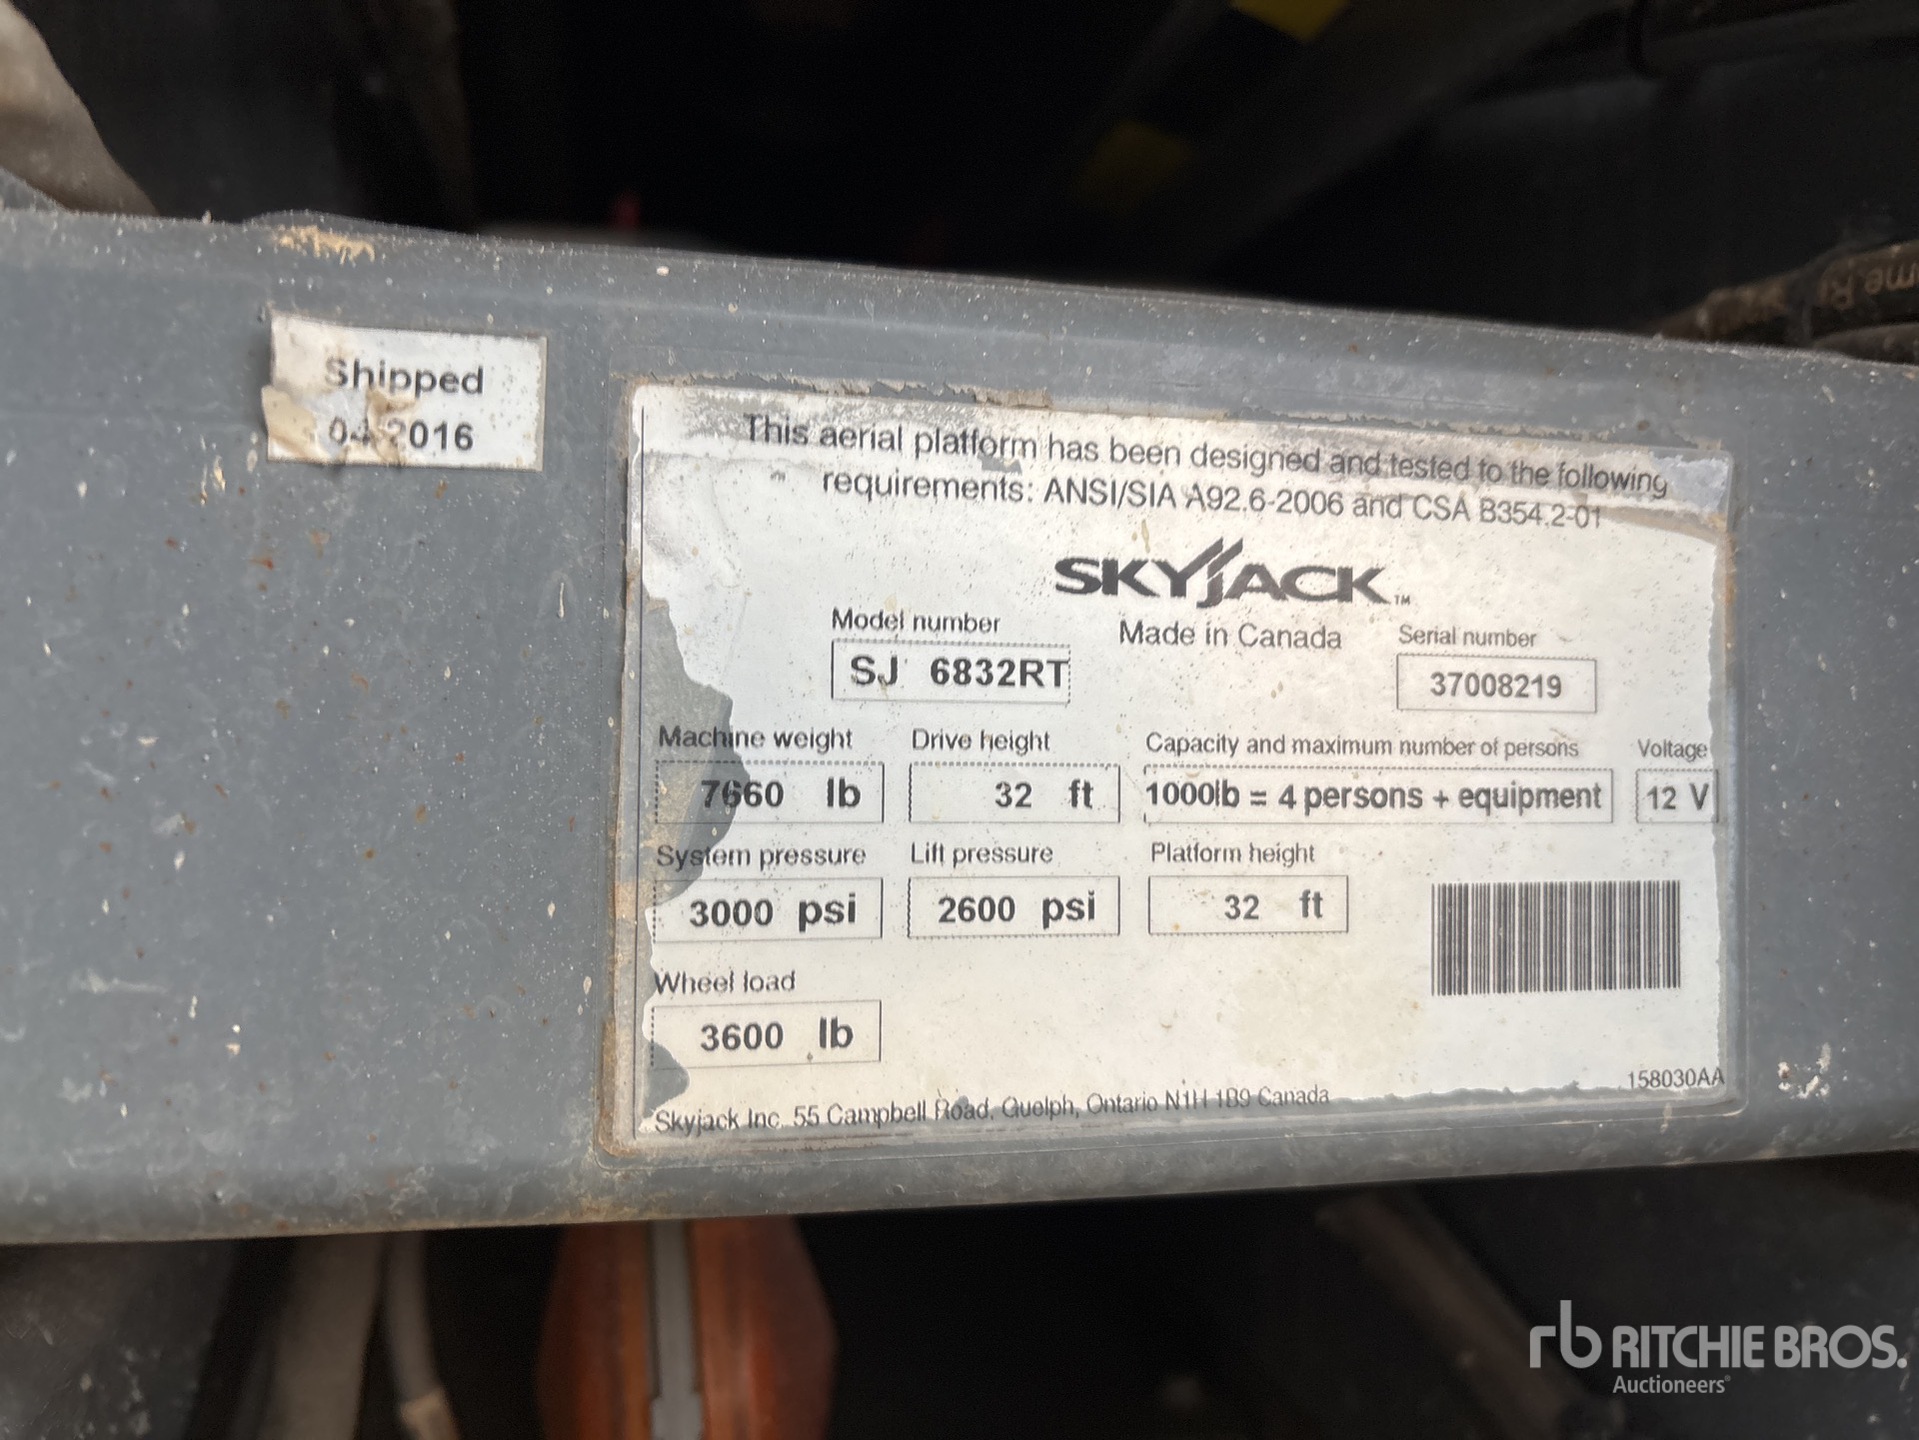 Shipped
04 2016
This aerial platform has been designed and tested to the following
requirements: ANSI/SIA A92.6-2006 and CSA B354.2-01
SKYJACK™
Model number
Made in Canada
Serial number
SJ 6832RT
37008219
Machine weight
Drive height
Capacity and maximum number of persons
Voltage
7660 lb
32 ft
1000lb = 4 persons + equipment
12 V
System pressure
Lift pressure
Platform height
3000 psi
2600 psi
32 ft
Wheel load
3600 lb
158030AA
Skyjack Inc. 55 Campbell Road, Guelph, Ontario N1H 1B9 Canada
rb RITCHIE BROS.
Auctioneers®